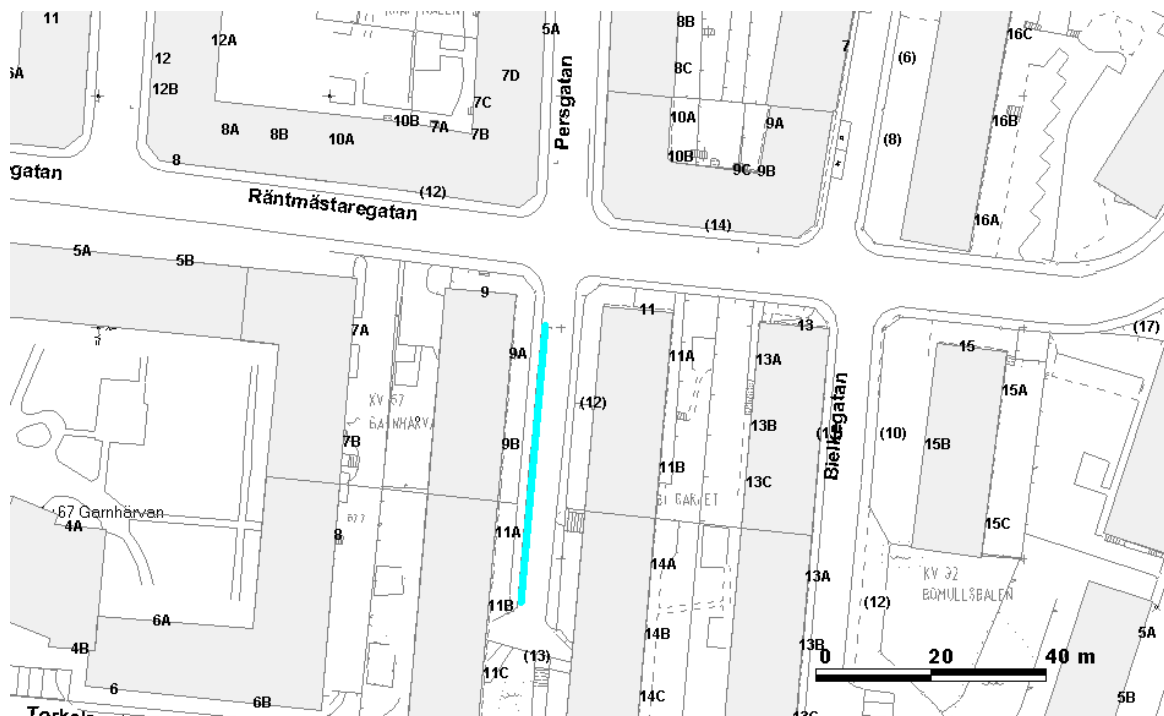 11
12A
8B
5A
16C
12
7
(6)
6A
7D
8C
12B
7C
10B
7A
7B
10A
9A
16B
8A
8B
10A
Persgatan
(8)
8
10B
9C
9B
gatan
(12)
Räntmästaregatan
(14)
16A
5A
5B
9
11
13
(17)
7A
15
9A
11A
13A
15A
KV 67
(12)
Bielkegatan
(10)
7B
9B
13B
15B
11B
13C
67 Garnhärvan
4A
11A
15C
677
8
14A
13A
KV 32
BOMULLSBALEN
11B
(12)
6A
14B
13B
5A
4B
(13)
0
20
40 m
11C
6
6B
14C
5B
13C